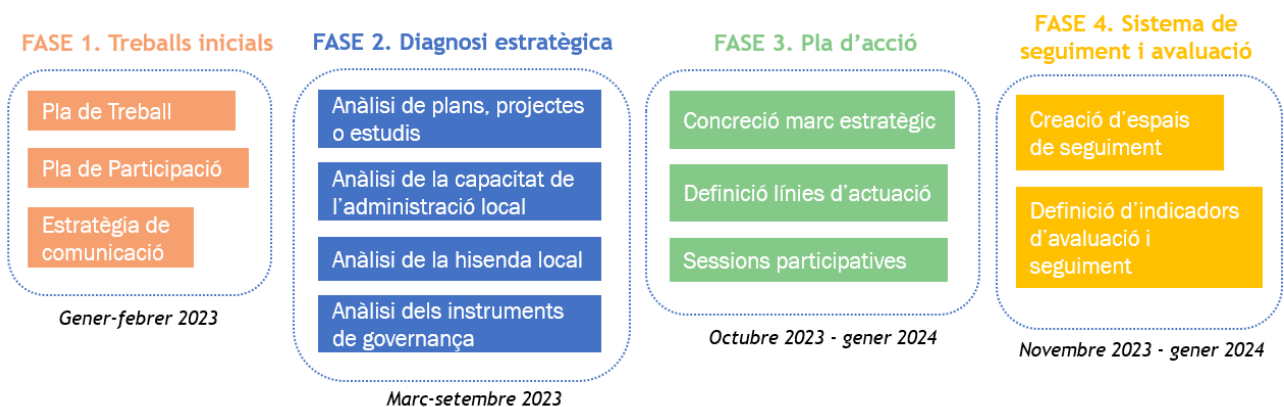 FASE 1. Treballs inicials
Pla de Treball
Pla de Participació
Estratègia de
comunicació
Gener-febrer 2023
FASE 2. Diagnosi estratègica
Anàlisi de plans, projectes
o estudis
Anàlisi de la capacitat de
l'administració local
Anàlisi de la hisenda local
Anàlisi dels instruments
de governança
Març-setembre 2023
FASE 3. Pla d'acció
Concreció marc estratègic
Definició línies d'actuació
Sessions participatives
Octubre 2023 - gener 2024
FASE 4. Sistema de
seguiment i avaluació
Creació d'espais
de seguiment
Definició d'indicadors
d'avaluació i
seguiment
Novembre 2023 - gener 2024